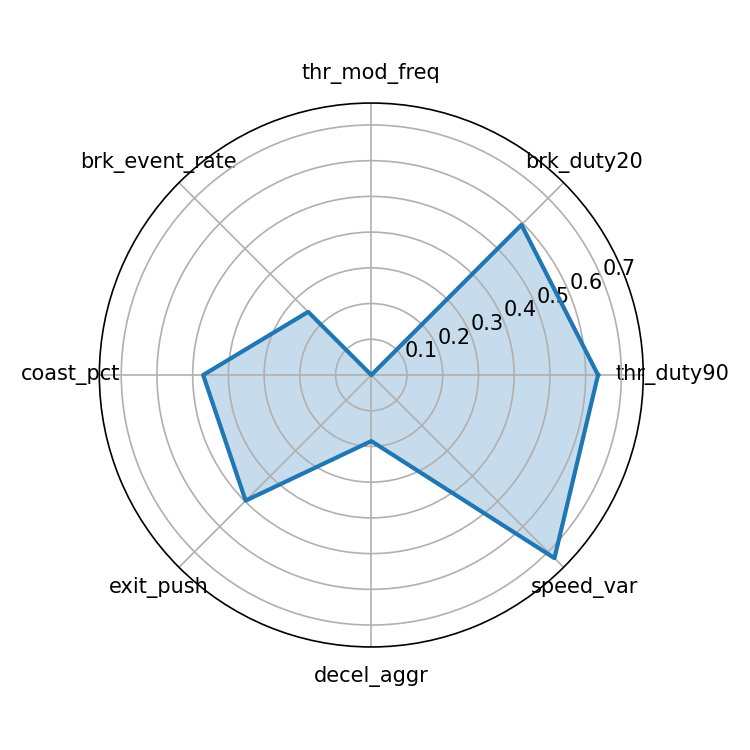 thr_mod_freq
brk_event_rate
brk_duty20
0.7
0.6
0.5
0.4
0.3
0.2
0.1
coast_pct
thr_duty90
exit_push
speed_var
decel_aggr